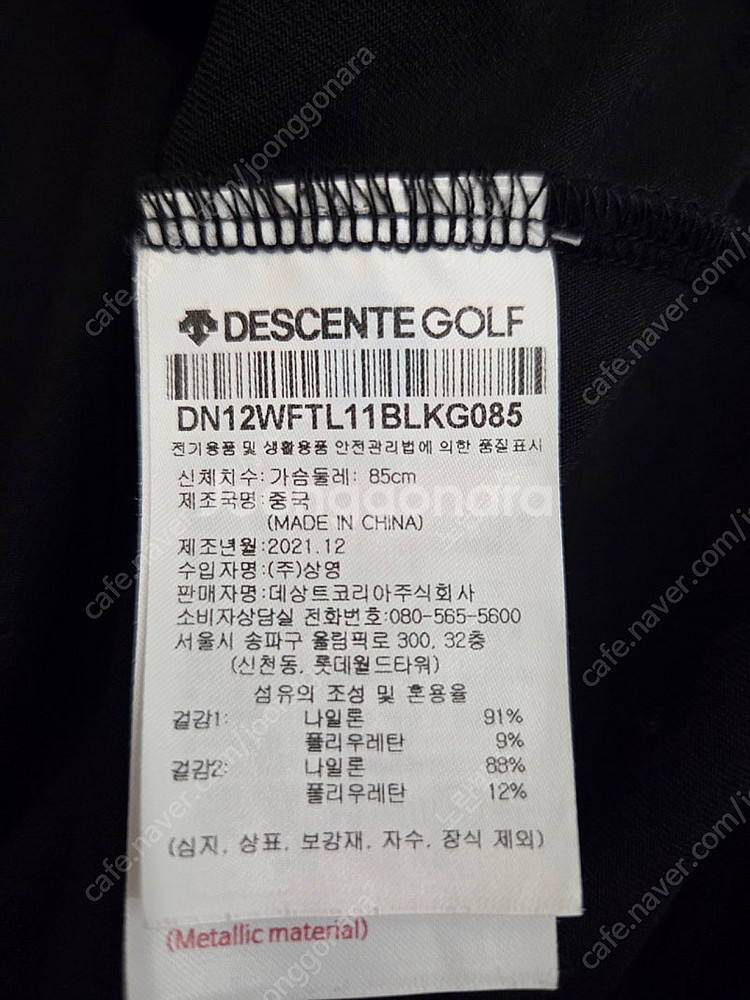 DESCENTE GOLF
DN12WFTL11BLKG085
전기용품 및 생활용품 안전관리법에 의한 품질표시
신체치수: 가슴둘레: 85cm
제조국명: 중국
(MADE IN CHINA)
제조년월:2021.12
수입자명:(주)상영
판매자명:데상트코리아주식회사
소비자상담실 전화번호:080-565-5600
서울시 송파구 올림픽로 300, 32층
(신천동, 롯데월드타워)
섬유의 조성 및 혼용율
겉감1: 나일론 91%
폴리우레탄 9%
겉감2: 나일론 88%
폴리우레탄 12%
(심지, 상표, 보강재, 자수, 장식 제외)
(Metallic material)
joonggonara
cafe.naver.com/joonggonara